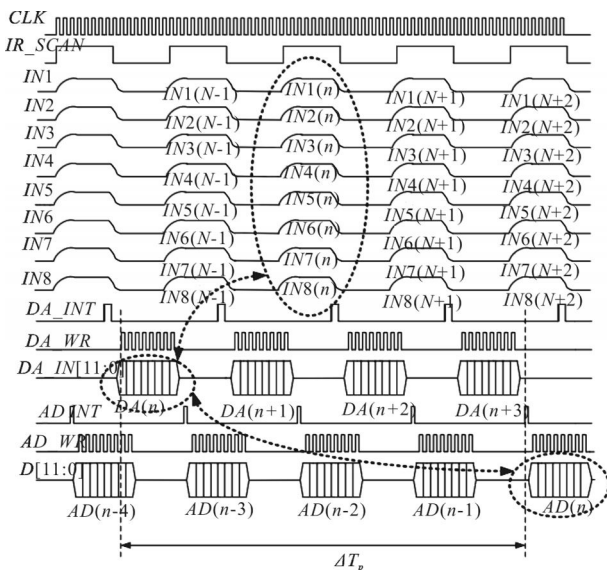 CLK
IR_SCAN
IN1
IN1(N-1) IN1(n) IN1(N+1) IN1(N+2)
IN2
IN2(N-1) IN2(n) IN2(N+1) IN2(N+2)
IN3
IN3(N-1) IN3(n) IN3(N+1) IN3(N+2)
IN4
IN4(N-1) IN4(n) IN4(N+1) IN4(N+2)
IN5
IN5(N-1) IN5(n) IN5(N+1) IN5(N+2)
IN6
IN6(N-1) IN6(n) IN6(N+1) IN6(N+2)
IN7
IN7(N-1) IN7(n) IN7(N+1) IN7(N+2)
IN8
IN8(N-1) IN8(n) IN8(N+1) IN8(N+2)
DA_INT
DA_WR
DA_IN[11:0]
DA(n) DA(n+1) DA(n+2) DA(n+3)
AD_INT
AD_WR
D[11:0]
AD(n-4) AD(n-3) AD(n-2) AD(n-1) AD(n)
ΔTp